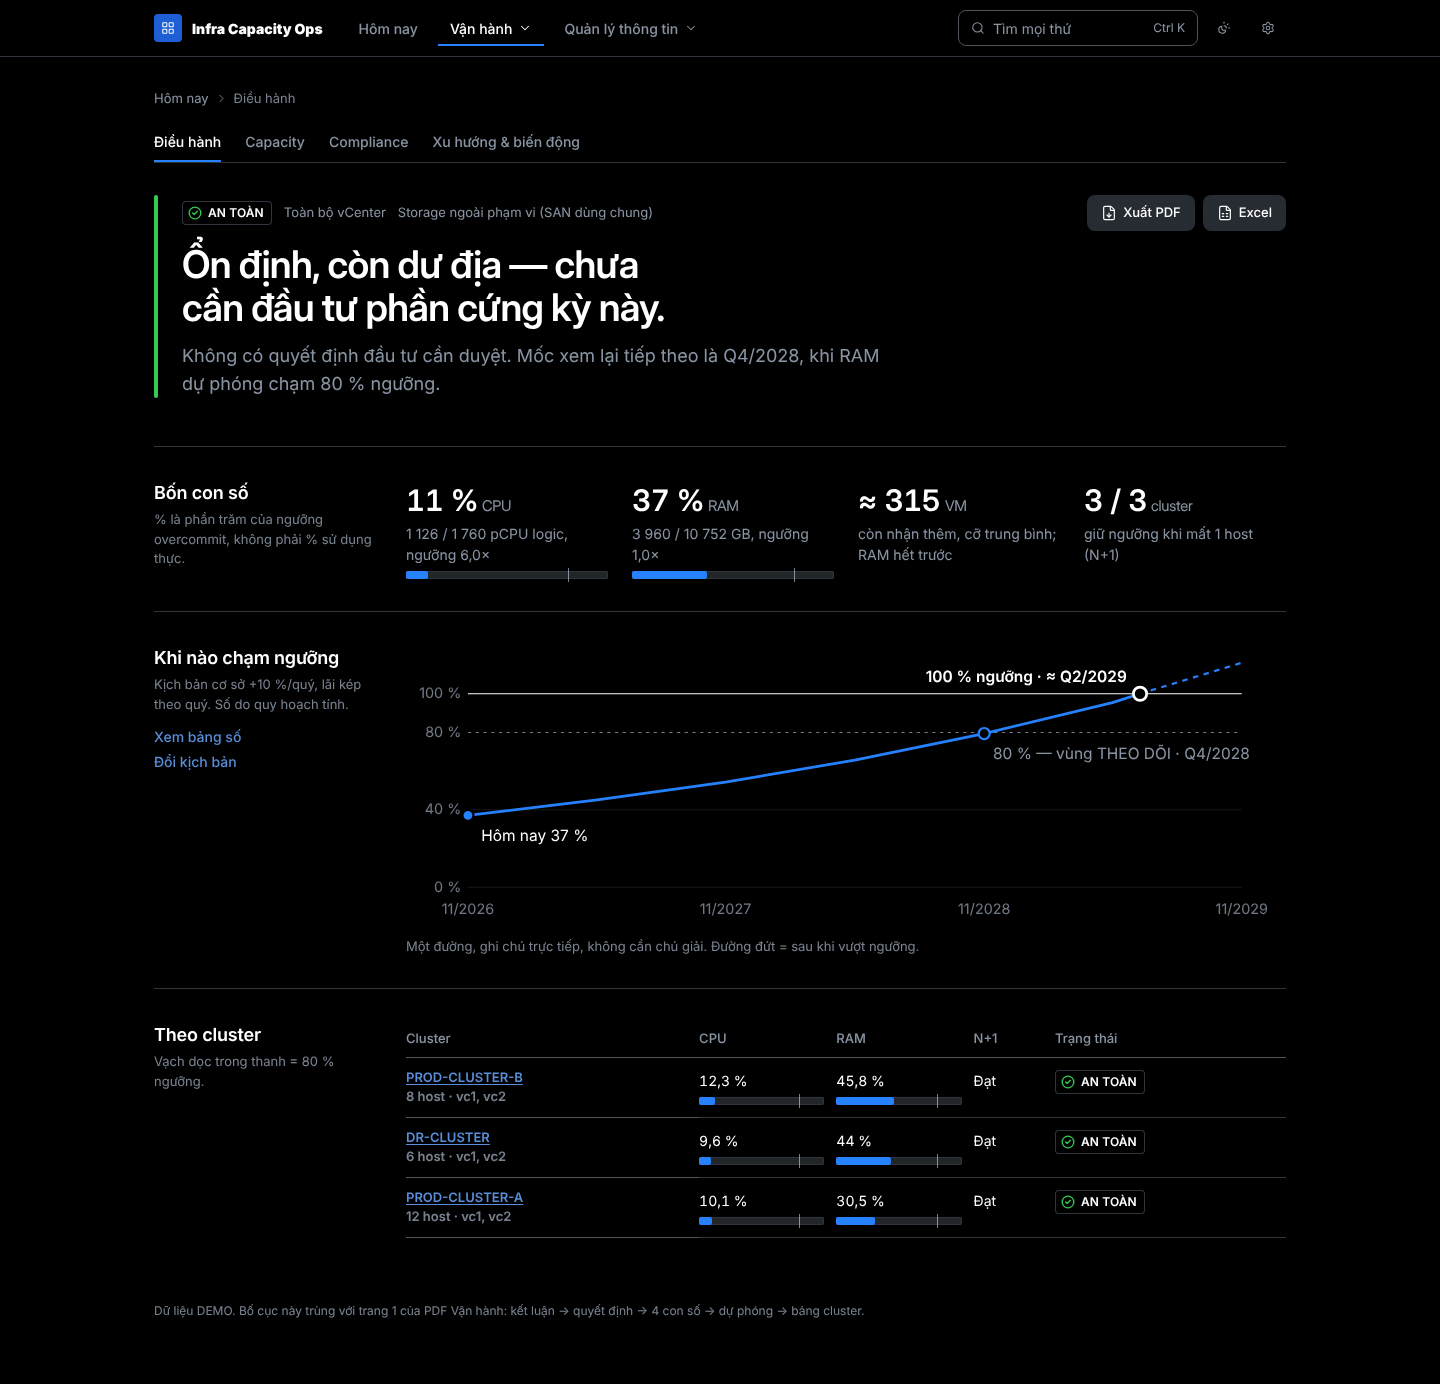 Infra Capacity Ops
Hôm nay
Vận hành
Quản lý thông tin
Tìm mọi thứ
Ctrl K
Hôm nay
Điều hành
Điều hành
Capacity
Compliance
Xu hướng & biến động
AN TOÀN
Toàn bộ vCenter
Storage ngoài phạm vi (SAN dùng chung)
Xuất PDF
Excel
Ổn định, còn dư địa — chưa
cần đầu tư phần cứng kỳ này.
Không có quyết định đầu tư cần duyệt. Mốc xem lại tiếp theo là Q4/2028, khi RAM
dự phóng chạm 80 % ngưỡng.
Bốn con số
% là phần trăm của ngưỡng
overcommit, không phải % sử dụng
thực.
11 % CPU
1 126 / 1 760 pCPU logic,
ngưỡng 6,0×
37 % RAM
3 960 / 10 752 GB, ngưỡng
1,0×
≈ 315 VM
còn nhận thêm, cỡ trung bình;
RAM hết trước
3 / 3 cluster
giữ ngưỡng khi mất 1 host
(N+1)
Khi nào chạm ngưỡng
Kịch bản cơ sở +10 %/quý, lãi kép
theo quý. Số do quy hoạch tính.
Xem bảng số
Đổi kịch bản
100 % ngưỡng · ≈ Q2/2029
100 %
80 %
80 % — vùng THEO DÕI · Q4/2028
40 %
Hôm nay 37 %
0 %
11/2026
11/2027
11/2028
11/2029
Một đường, ghi chú trực tiếp, không cần chú giải. Đường đứt = sau khi vượt ngưỡng.
Theo cluster
Vạch dọc trong thanh = 80 %
ngưỡng.
Cluster
CPU
RAM
N+1
Trạng thái
PROD-CLUSTER-B
8 host · vc1, vc2
12,3 %
45,8 %
Đạt
AN TOÀN
DR-CLUSTER
6 host · vc1, vc2
9,6 %
44 %
Đạt
AN TOÀN
PROD-CLUSTER-A
12 host · vc1, vc2
10,1 %
30,5 %
Đạt
AN TOÀN
Dữ liệu DEMO. Bố cục này trùng với trang 1 của PDF Vận hành: kết luận → quyết định → 4 con số → dự phóng → bảng cluster.